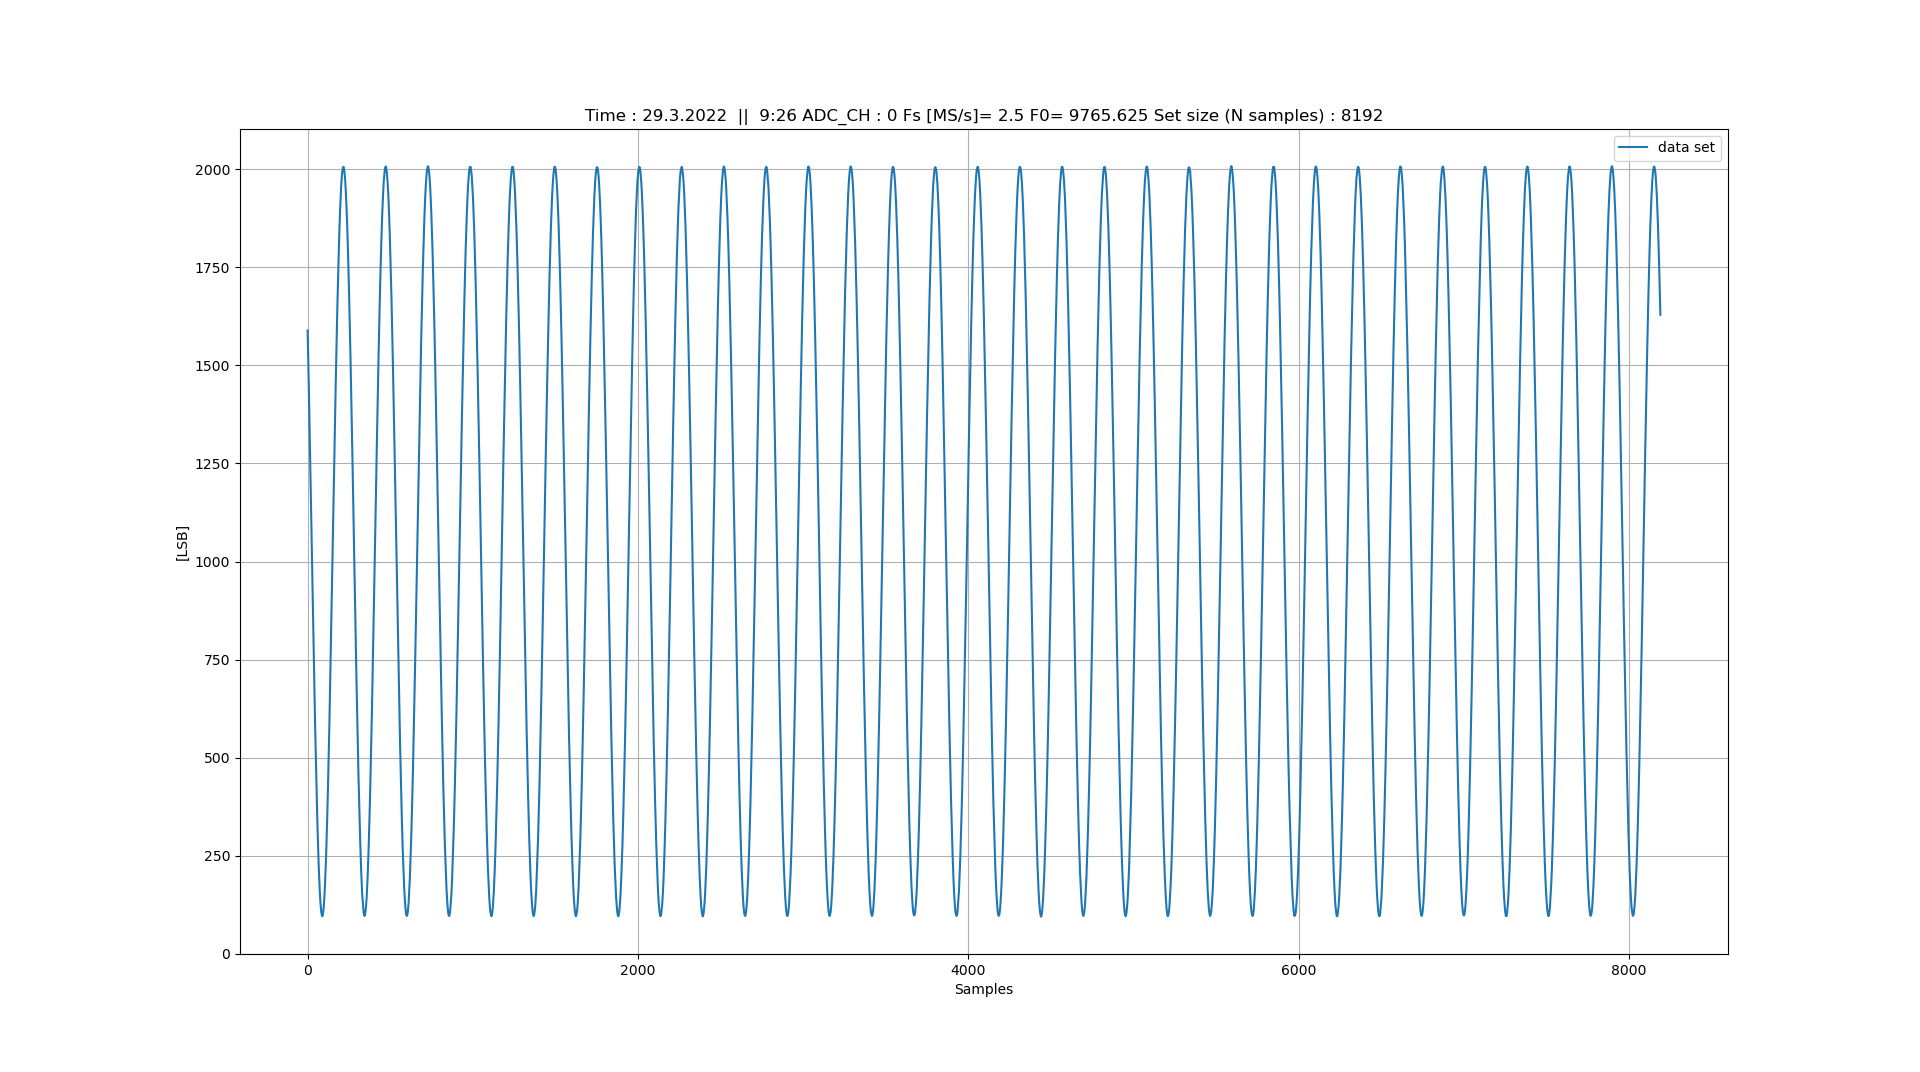 Time : 29.3.2022  ||  9:26 ADC_CH : 0 Fs [MS/s]= 2.5 F0= 9765.625 Set size (N samples) : 8192
data set
2000
1750
1500
1250
1000
750
500
250
0
[LSB]
0 2000 4000 6000 8000
Samples